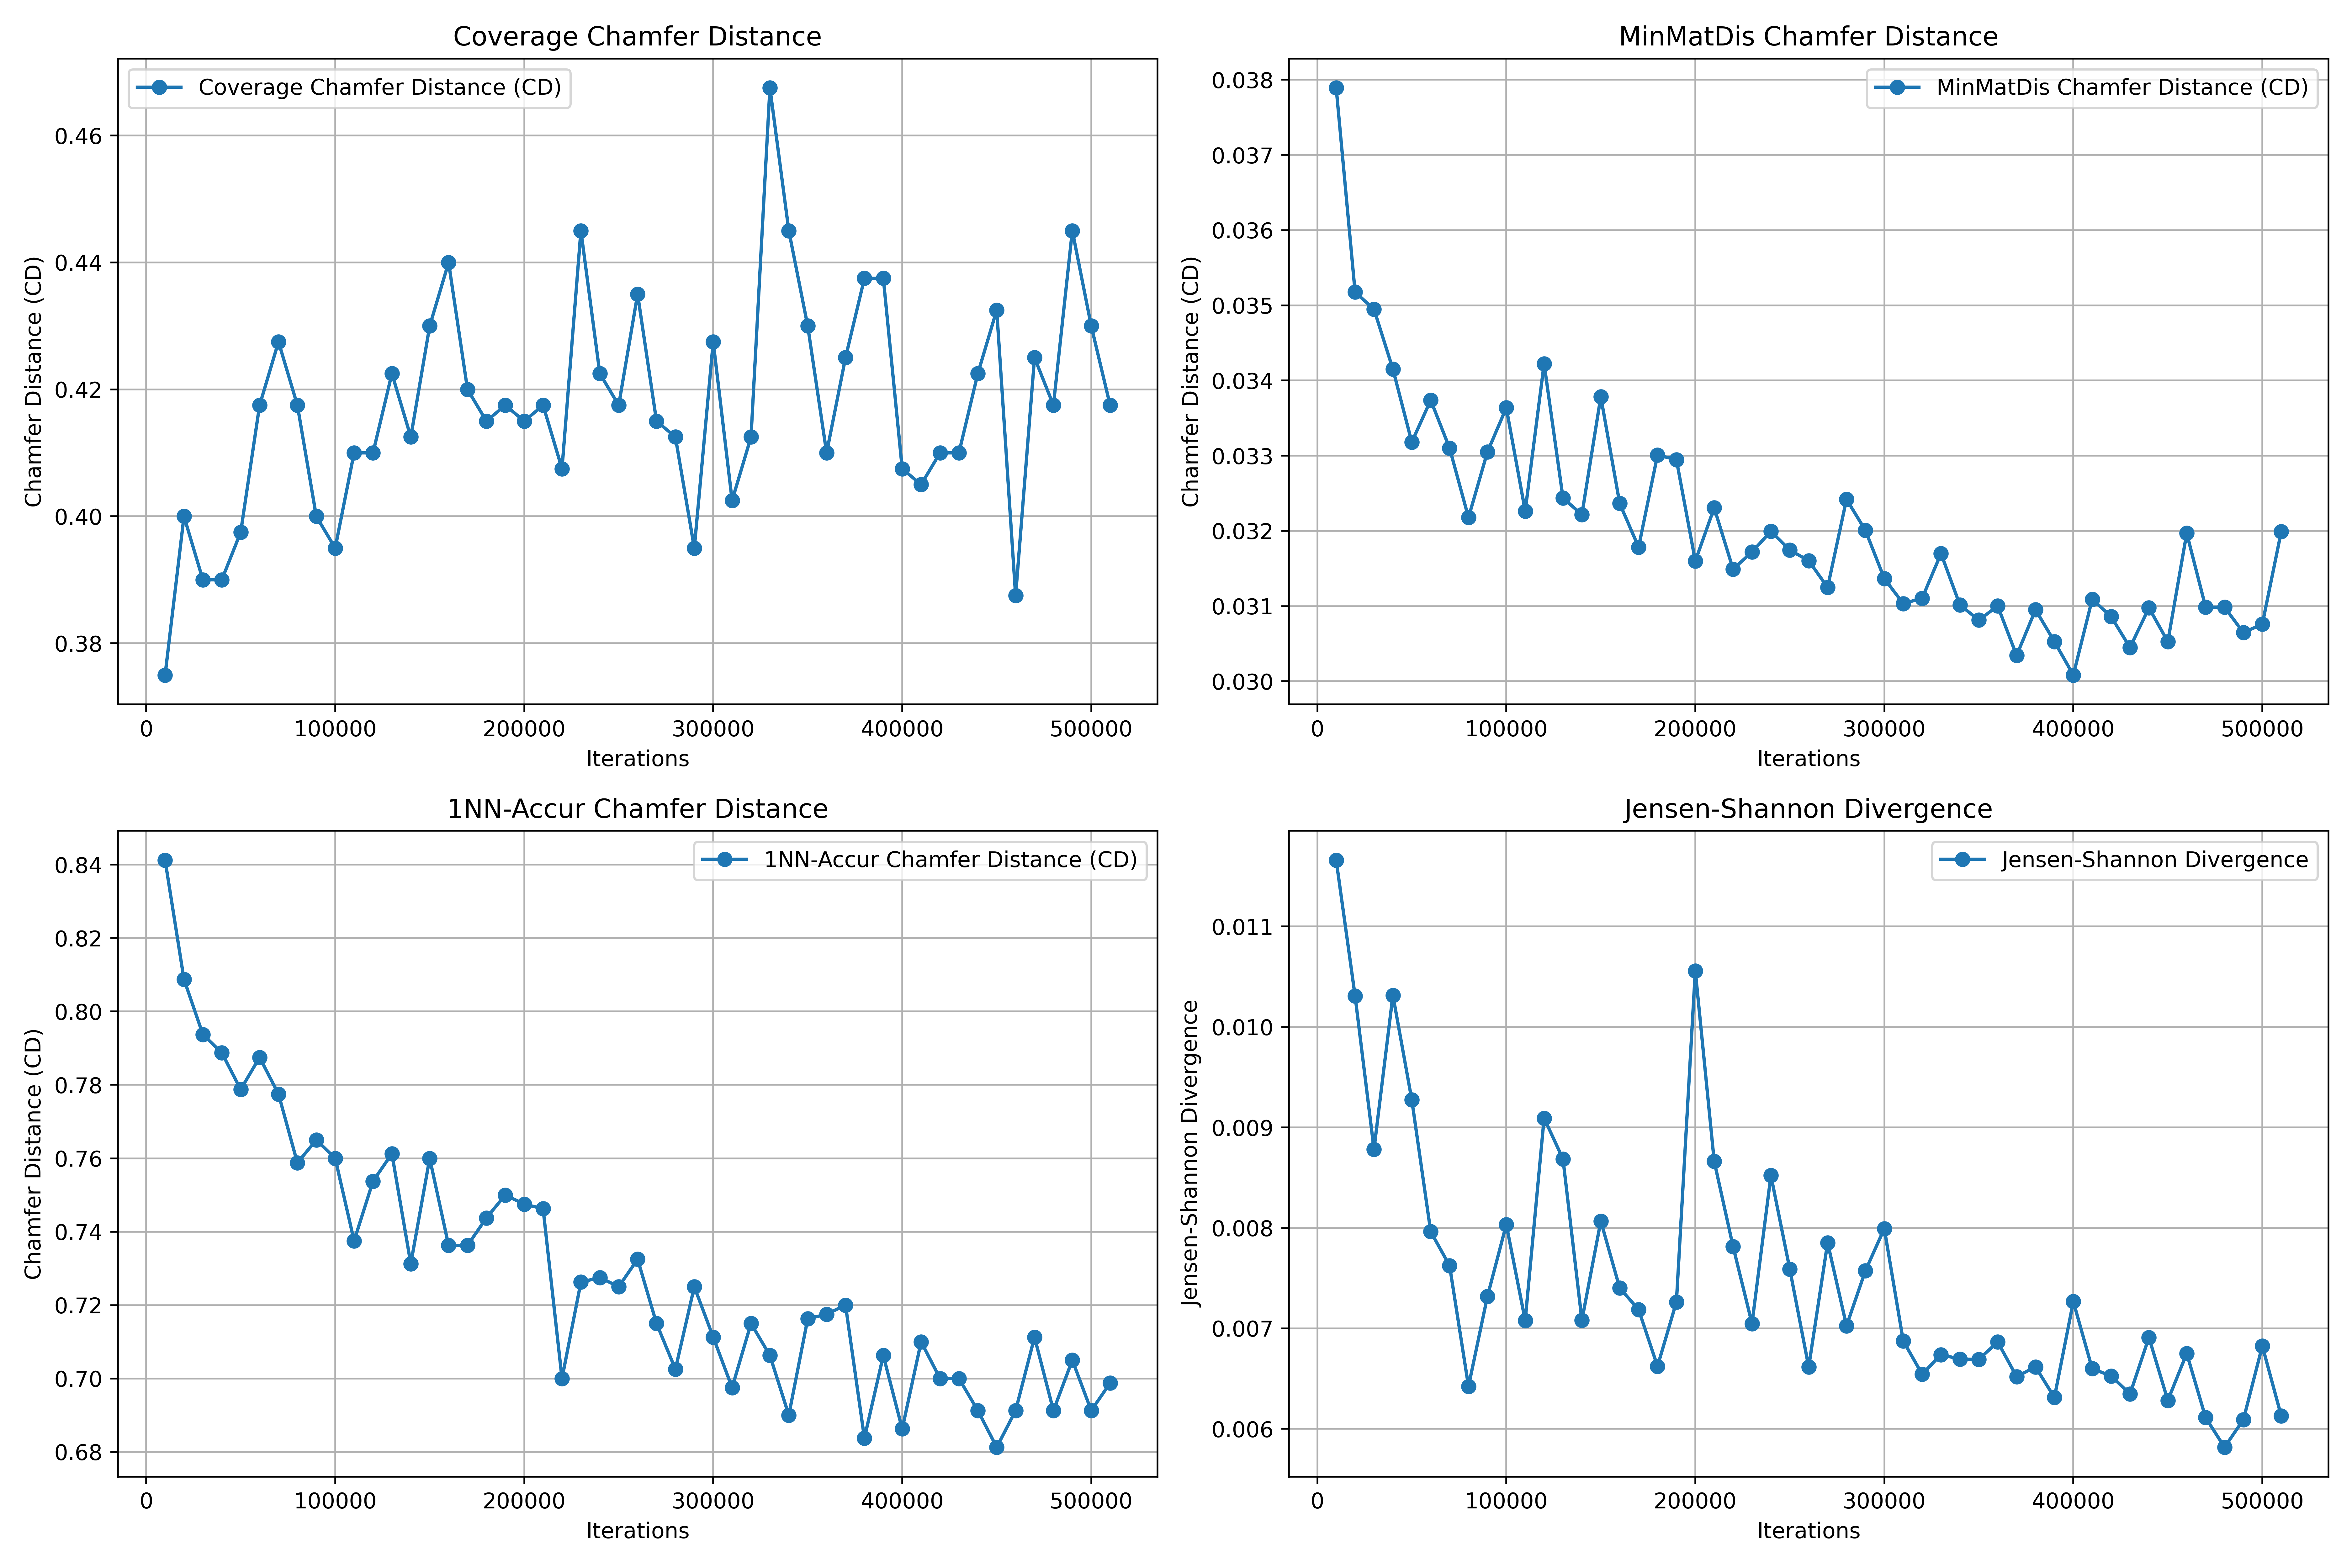 Coverage Chamfer Distance
Coverage Chamfer Distance (CD)
Chamfer Distance (CD)
0.46
0.44
0.42
0.40
0.38
0 100000 200000 300000 400000 500000
Iterations
MinMatDis Chamfer Distance
MinMatDis Chamfer Distance (CD)
Chamfer Distance (CD)
0.038
0.037
0.036
0.035
0.034
0.033
0.032
0.031
0.030
0 100000 200000 300000 400000 500000
Iterations
1NN-Accur Chamfer Distance
1NN-Accur Chamfer Distance (CD)
Chamfer Distance (CD)
0.84
0.82
0.80
0.78
0.76
0.74
0.72
0.70
0.68
0 100000 200000 300000 400000 500000
Iterations
Jensen-Shannon Divergence
Jensen-Shannon Divergence
Jensen-Shannon Divergence
0.011
0.010
0.009
0.008
0.007
0.006
0 100000 200000 300000 400000 500000
Iterations